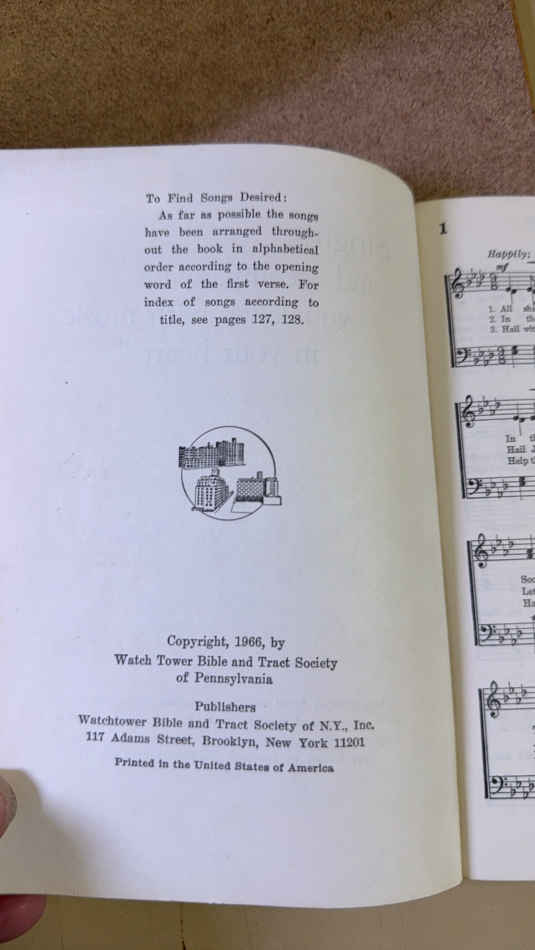 To Find Songs Desired:
As far as possible the songs
have been arranged through-
out the book in alphabetical
order according to the opening
word of the first verse. For
index of songs according to
title, see pages 127, 128.
Copyright, 1966, by
Watch Tower Bible and Tract Society
of Pennsylvania
Publishers
Watchtower Bible and Tract Society of N.Y., Inc.
117 Adams Street, Brooklyn, New York 11201
Printed in the United States of America
1
Happily;
mf
1. All
2. In
3. Hail
In
Hail
Help
Let